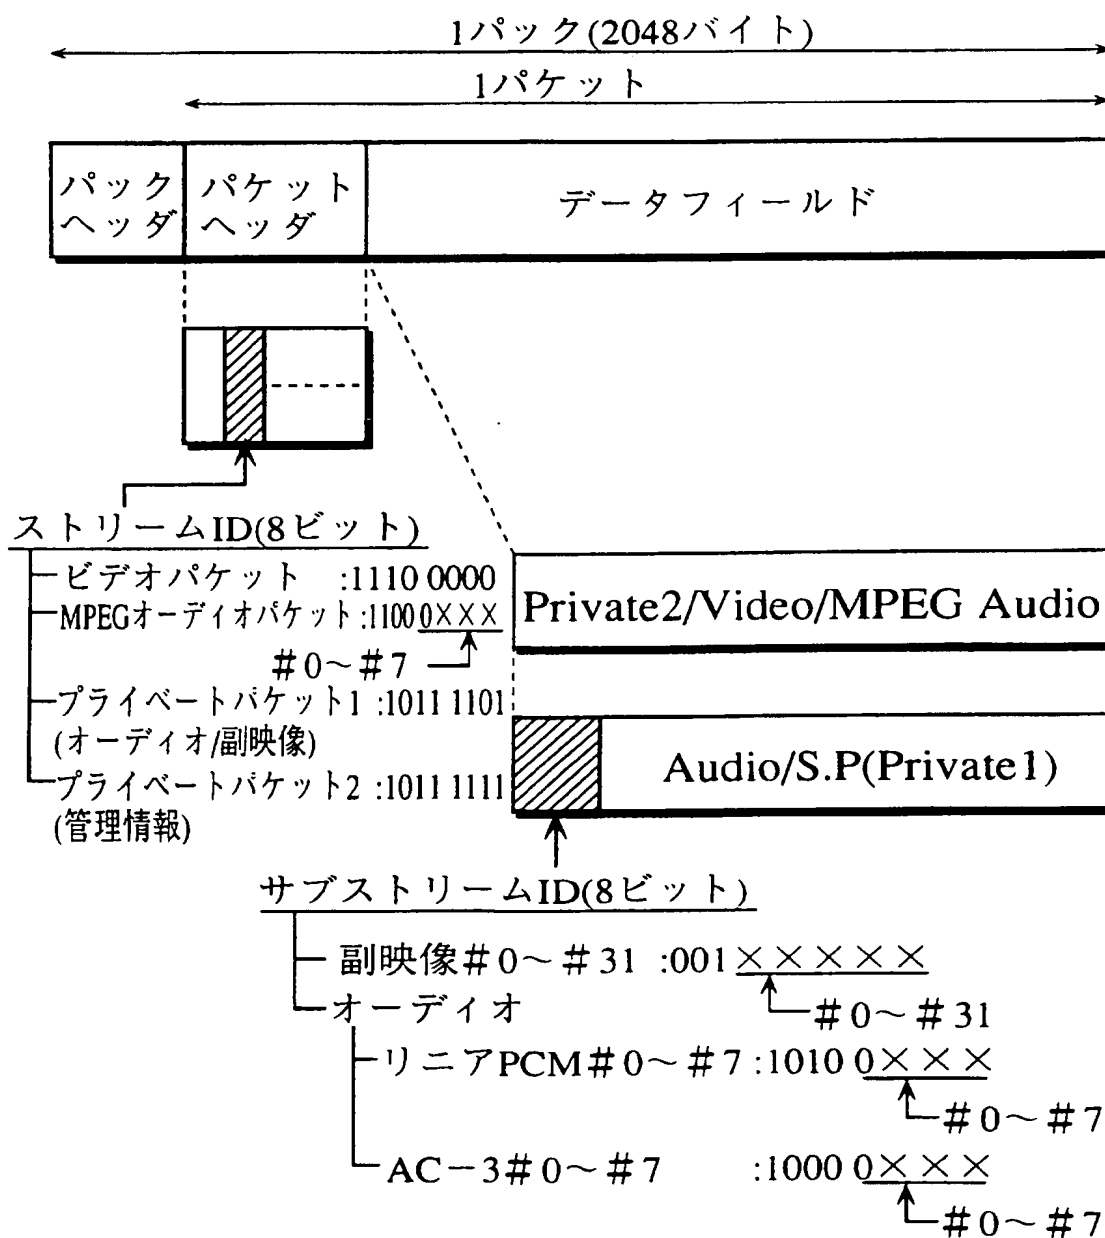 1パック(2048バイト)
1パケット
パック
ヘッダ
パケット
ヘッダ
データフィールド
ストリームID(8ビット)
ビデオパケット :1110 0000
MPEGオーディオパケット:1100 0×××
#0~#7
プライベートパケット1 :1011 1101
(オーディオ/副映像)
プライベートパケット2 :1011 1111
(管理情報)
Private2/Video/MPEG Audio
Audio/S.P(Private1)
サブストリームID(8ビット)
副映像#0~#31 :001×××××
#0~#31
オーディオ
リニアPCM#0~#7:1010 0×××
#0~#7
AC-3#0~#7 :1000 0×××
#0~#7